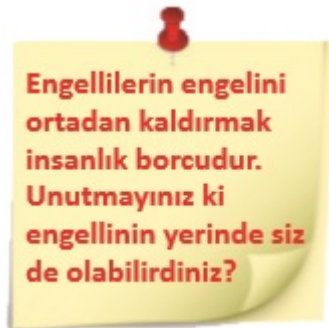 Engellilerin engelini
ortadan kaldırmak
insanlık borcudur.
Unutmayınız ki
engellinin yerinde siz
de olabilirdiniz?